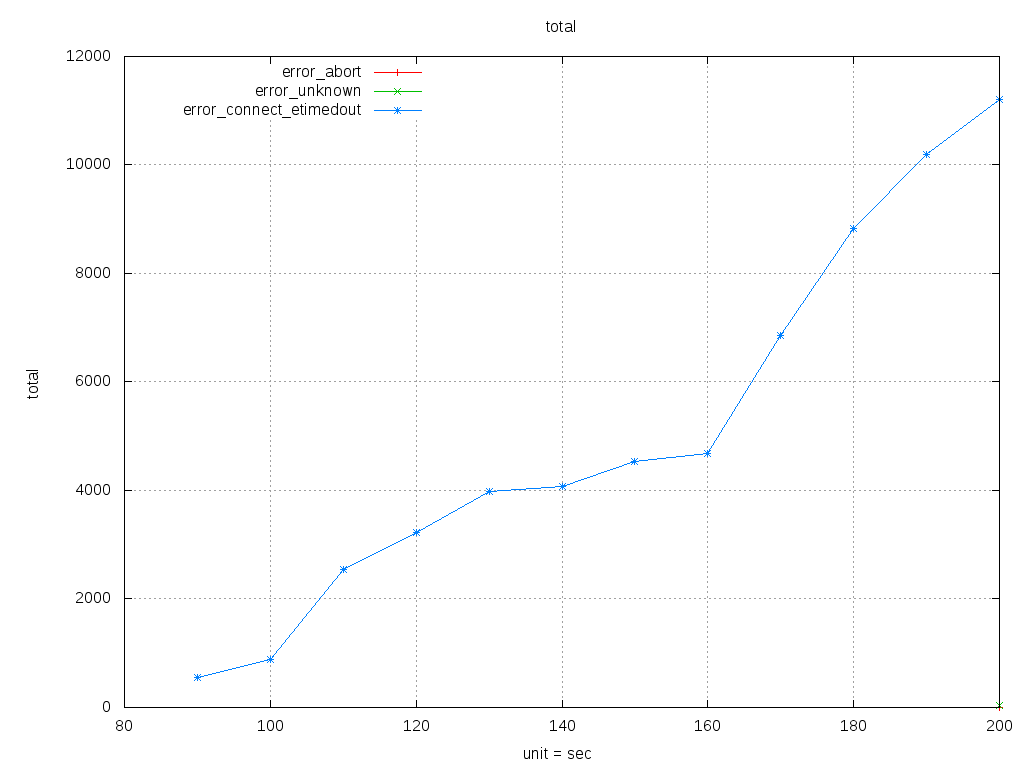 total
12000
10000
8000
6000
4000
2000
0
total
error_abort
error_unknown
error_connect_etimedout
80 100 120 140 160 180 200
unit = sec